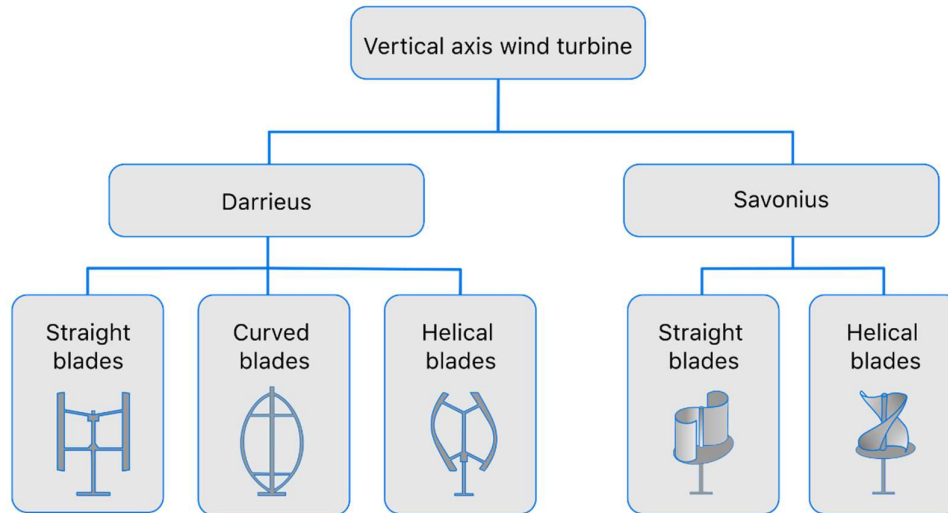 Vertical axis wind turbine
Darrieus
Savonius
Straight
blades
Curved
blades
Helical
blades
Straight
blades
Helical
blades